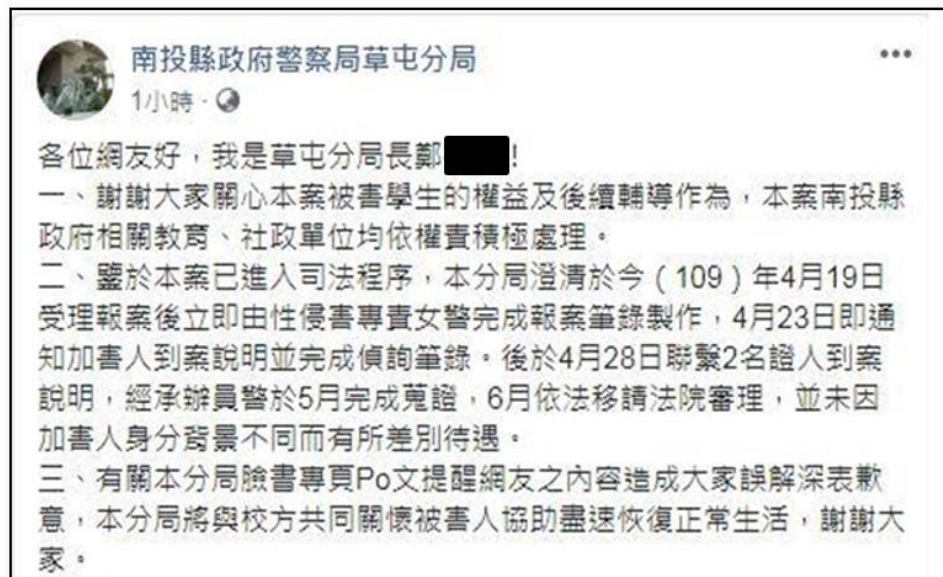 南投縣政府警察局草屯分局
1小時 ·
各位網友好，我是草屯分局長鄭!
一、謝謝大家關心本案被害學生的權益及後續輔導作為，本案南投縣
政府相關教育、社政單位均依權責積極處理。
二、鑒於本案已進入司法程序，本分局澄清於今（109）年4月19日
受理報案後立即由性侵害專責女警完成報案筆錄製作，4月23日即通
知加害人到案說明並完成偵詢筆錄。後於4月28日聯繫2名證人到案
說明，經承辦員警於5月完成蒐證，6月依法移請法院審理，並未因
加害人身分背景不同而有所差別待遇。
三、有關本分局臉書專頁Po文提醒網友之內容造成大家誤解深表歉
意，本分局將與校方共同關懷被害人協助盡速恢復正常生活，謝謝大
家。